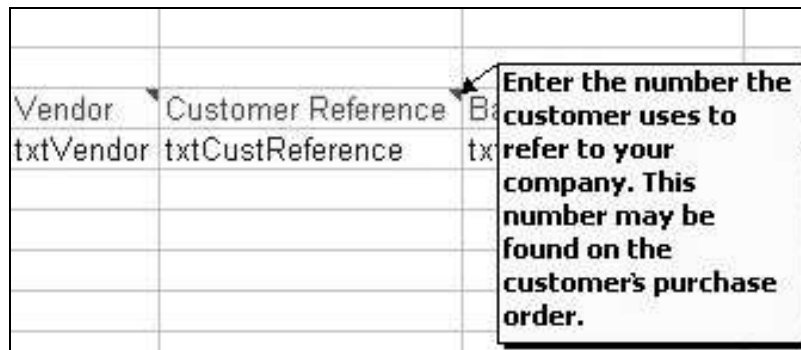 Vendor Customer Reference
txtVendor txtCustReference
Enter the number the
customer uses to
refer to your
company. This
number may be
found on the
customer's purchase
order.